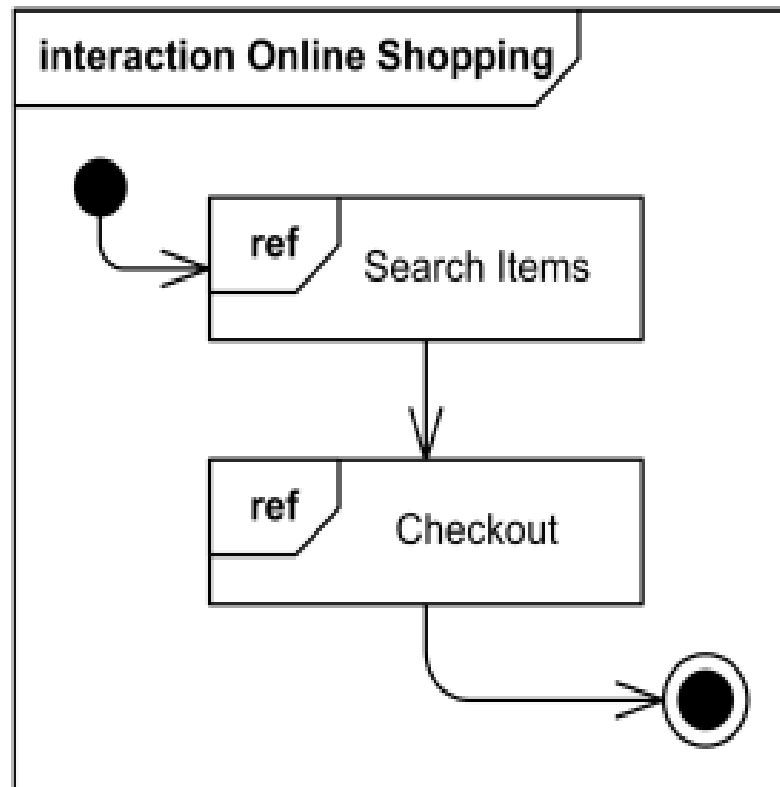 interaction Online Shopping
ref
Search Items
ref
Checkout